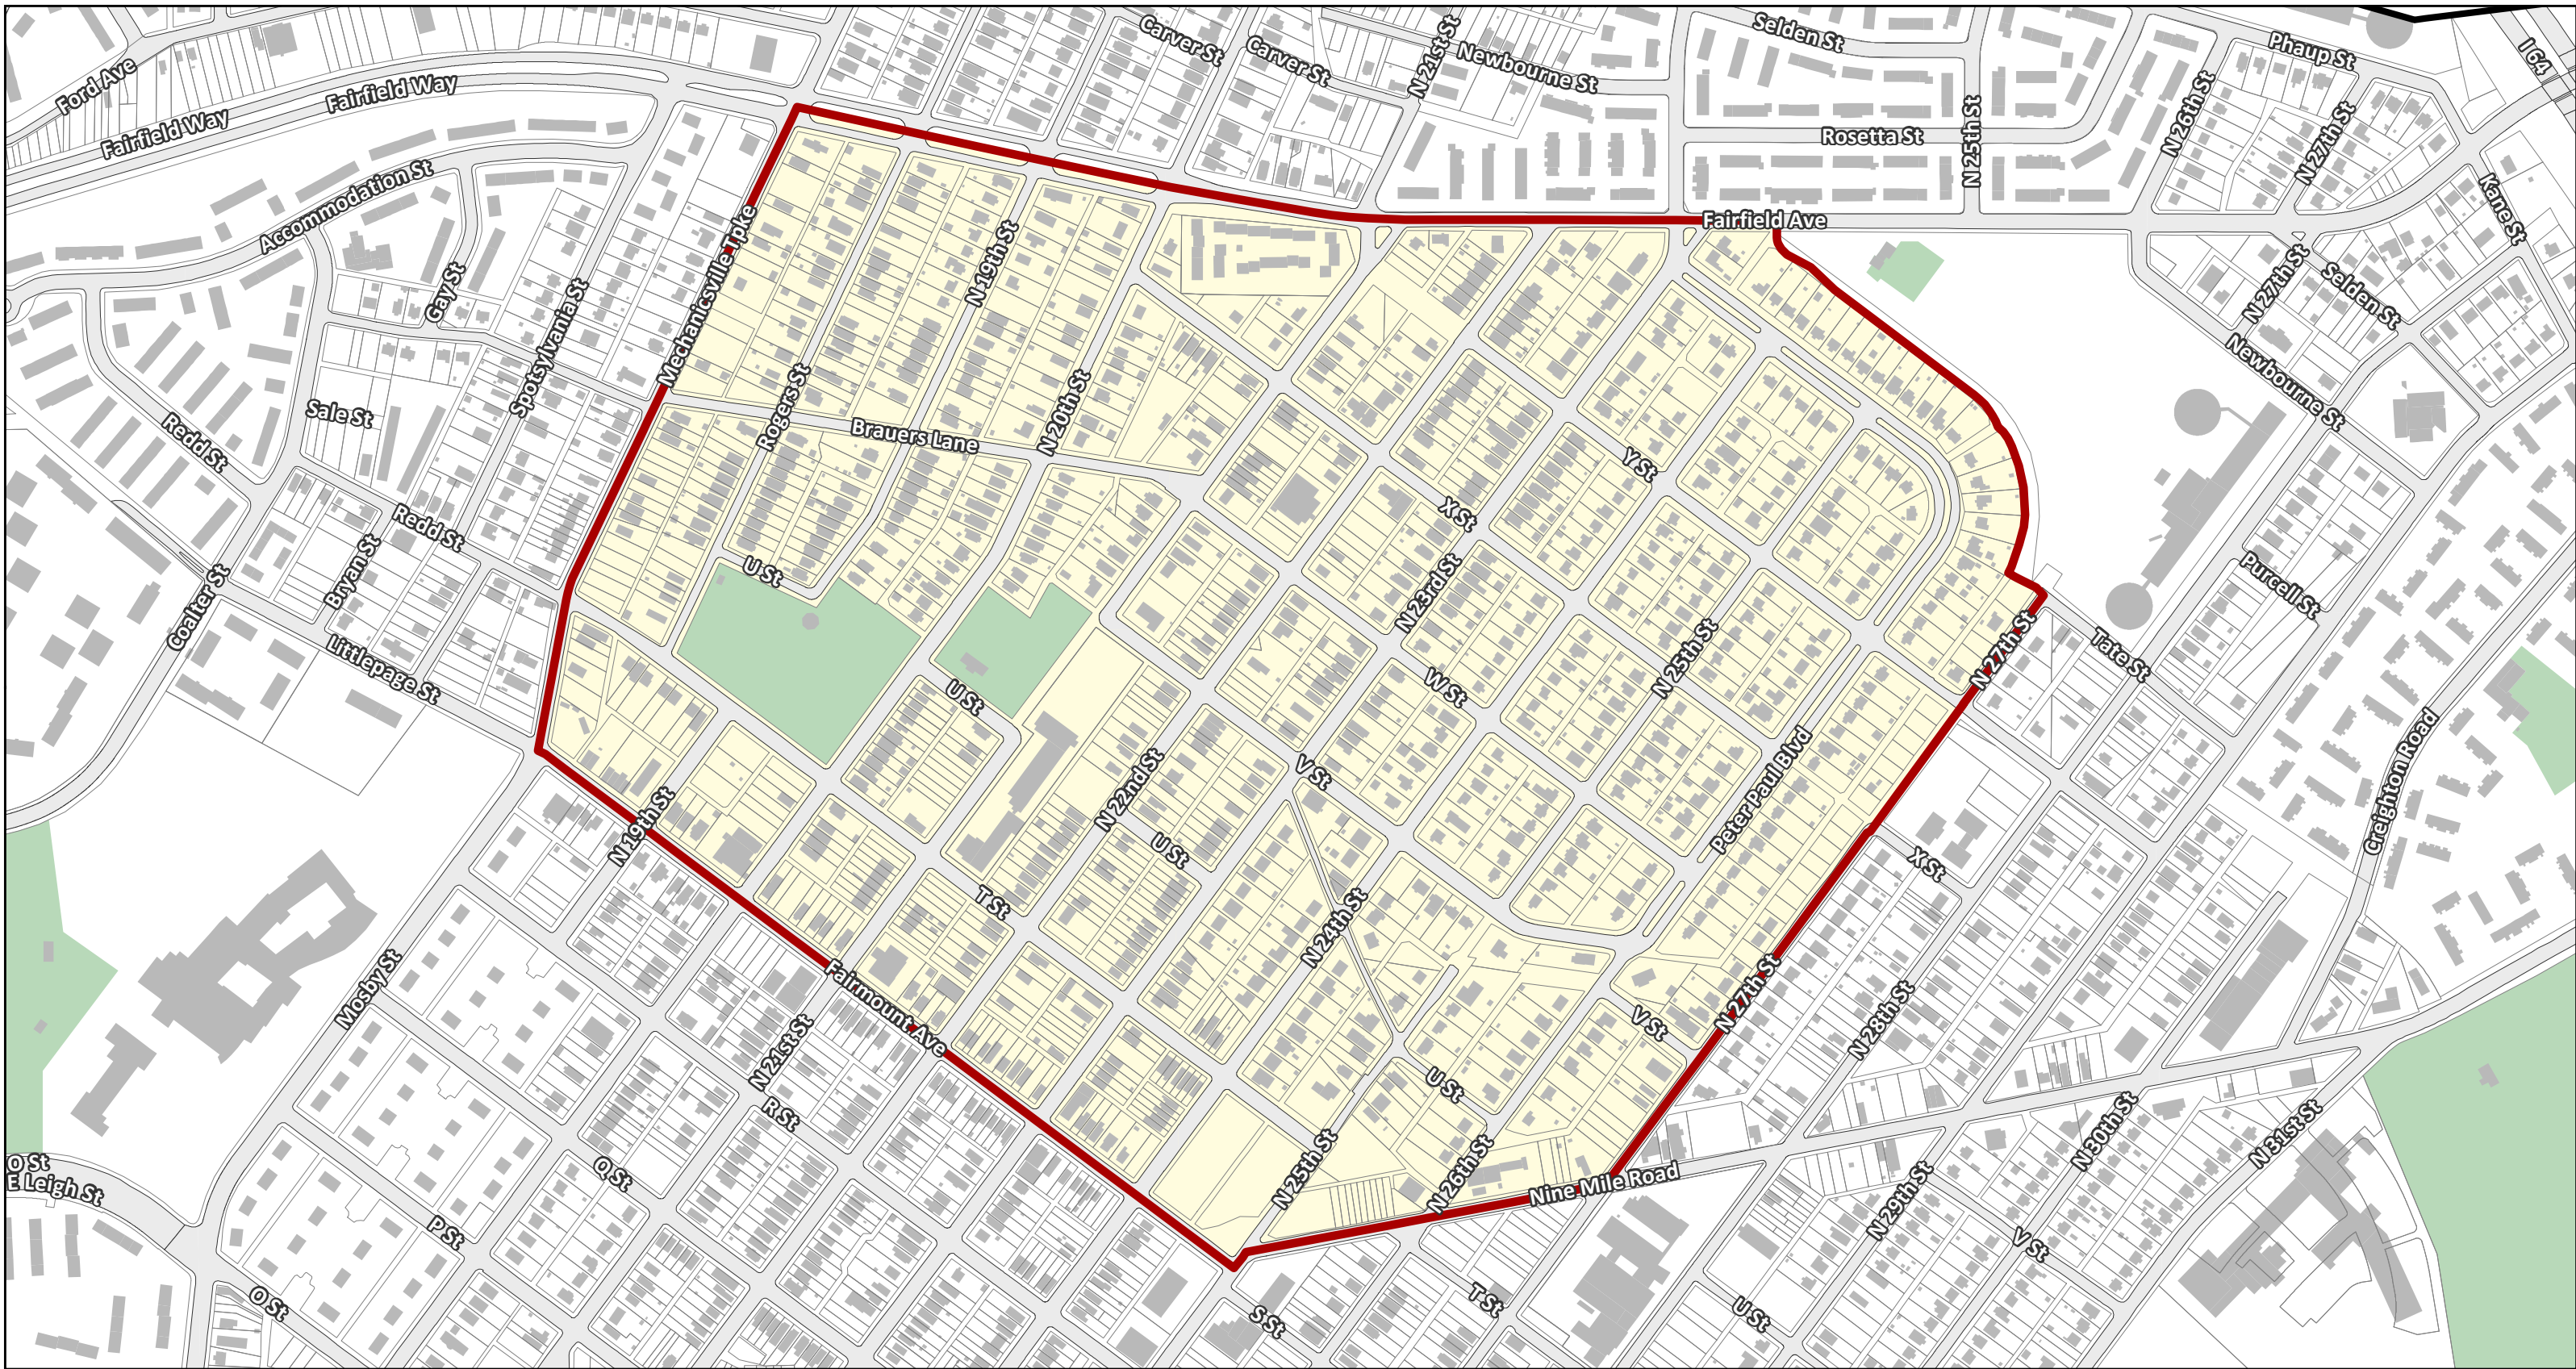 Carver St
Carver St
N 21st St
Newbourne St
Selden St
Phaup St
I 64
Ford Ave
Fairfield Way
Fairfield Way
Rosetta St
N 25th St
N 26th St
N 27th St
Accommodation St
Kane St
Fairfield Ave
Mechanicsville Tpke
N 19th St
Gay St
Spotsylvania St
N 27th St
Selden St
Newbourne St
Rogers St
N 20th St
Brauers Lane
Sale St
Redd St
Y St
X St
Redd St
Bryan St
U St
Coalter St
N 23rd St
Purcell St
Littlepage St
U St
W St
N 25th St
N 27th St
Tate St
V St
N 22nd St
Peter Paul Blvd
Creighton Road
N 19th St
U St
X St
T St
N 24th St
Mosby St
Fairmount Ave
N 21st St
V St
N 27th St
N 28th St
R St
U St
O St
E Leigh St
Q St
N 25th St
N 26th St
Nine Mile Road
N 30th St
N 31st St
N 29th St
P St
V St
O St
S St
T St
U St